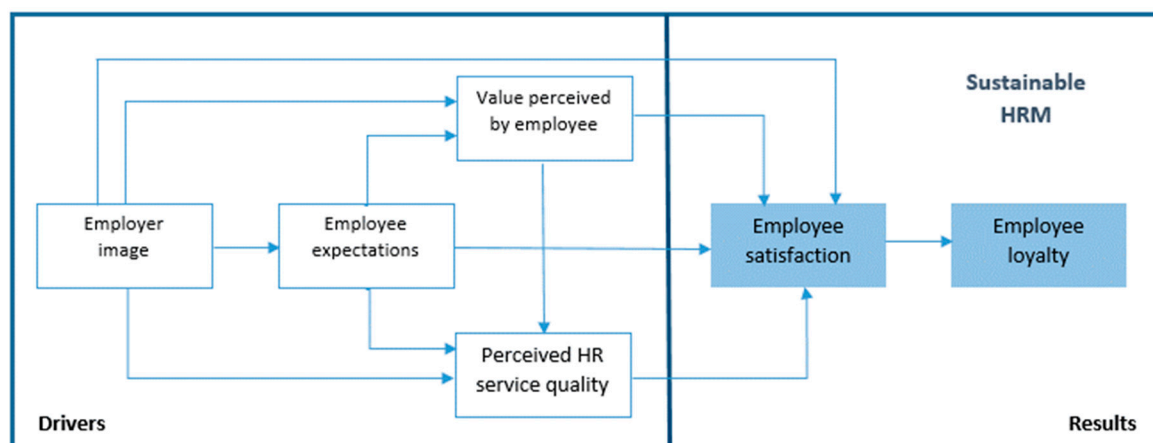 Sustainable
HRM
Value perceived
by employee
Employer
image
Employee
expectations
Employee
satisfaction
Employee
loyalty
Perceived HR
service quality
Drivers
Results